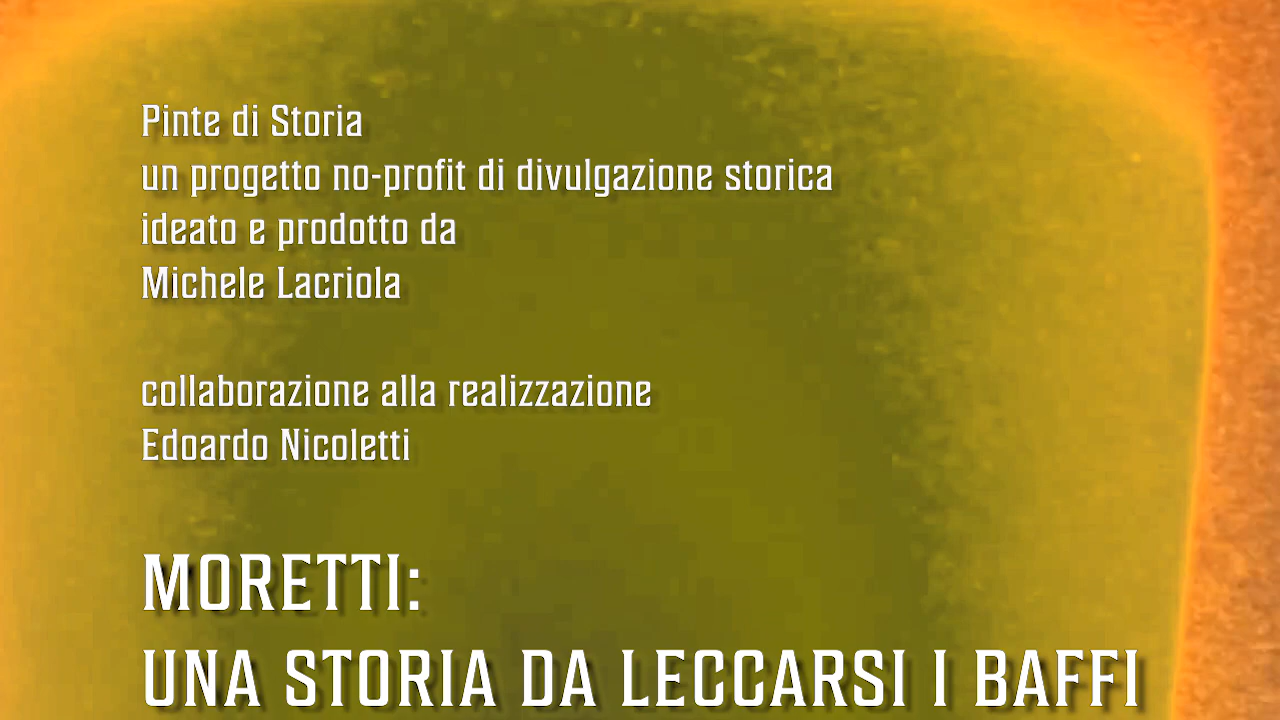 Pinte di Storia
un progetto no-profit di divulgazione storica
ideato e prodotto da
Michele Lacriola
collaborazione alla realizzazione
Edoardo Nicoletti
MORETTI:
UNA STORIA DA LECCARSI I BAFFI